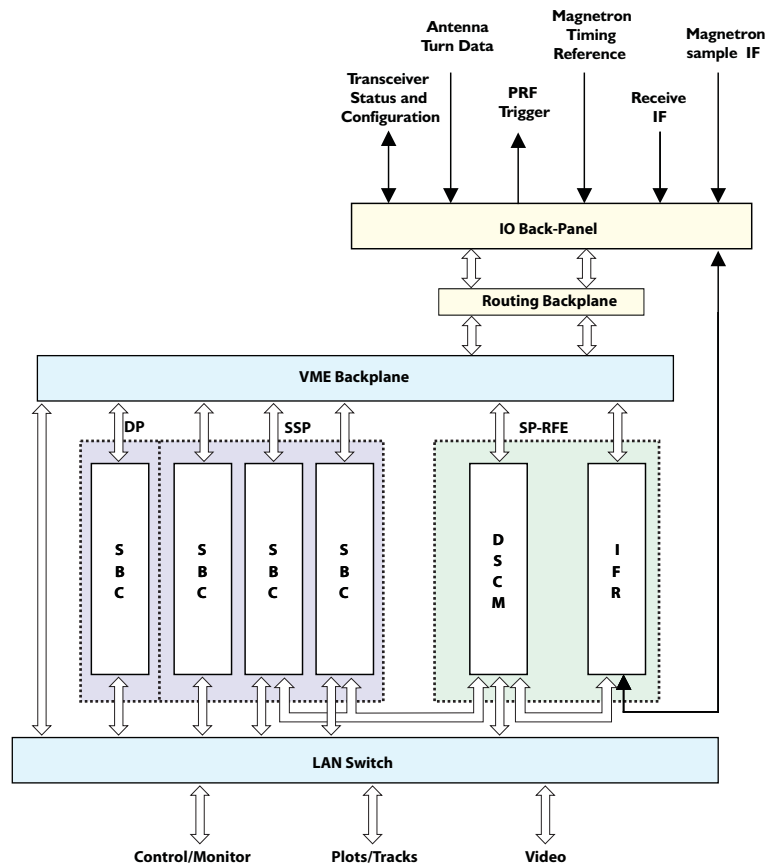 Antenna
Turn Data
Magnetron
Timing
Reference
Magnetron
sample IF
Transceiver
Status and
Configuration
PRF
Trigger
Receive
IF
IO Back-Panel
Routing Backplane
VME Backplane
DP
SSP
SP-RFE
S
B
C
S
B
C
S
B
C
S
B
C
D
S
C
M
I
F
R
LAN Switch
Control/Monitor
Plots/Tracks
Video